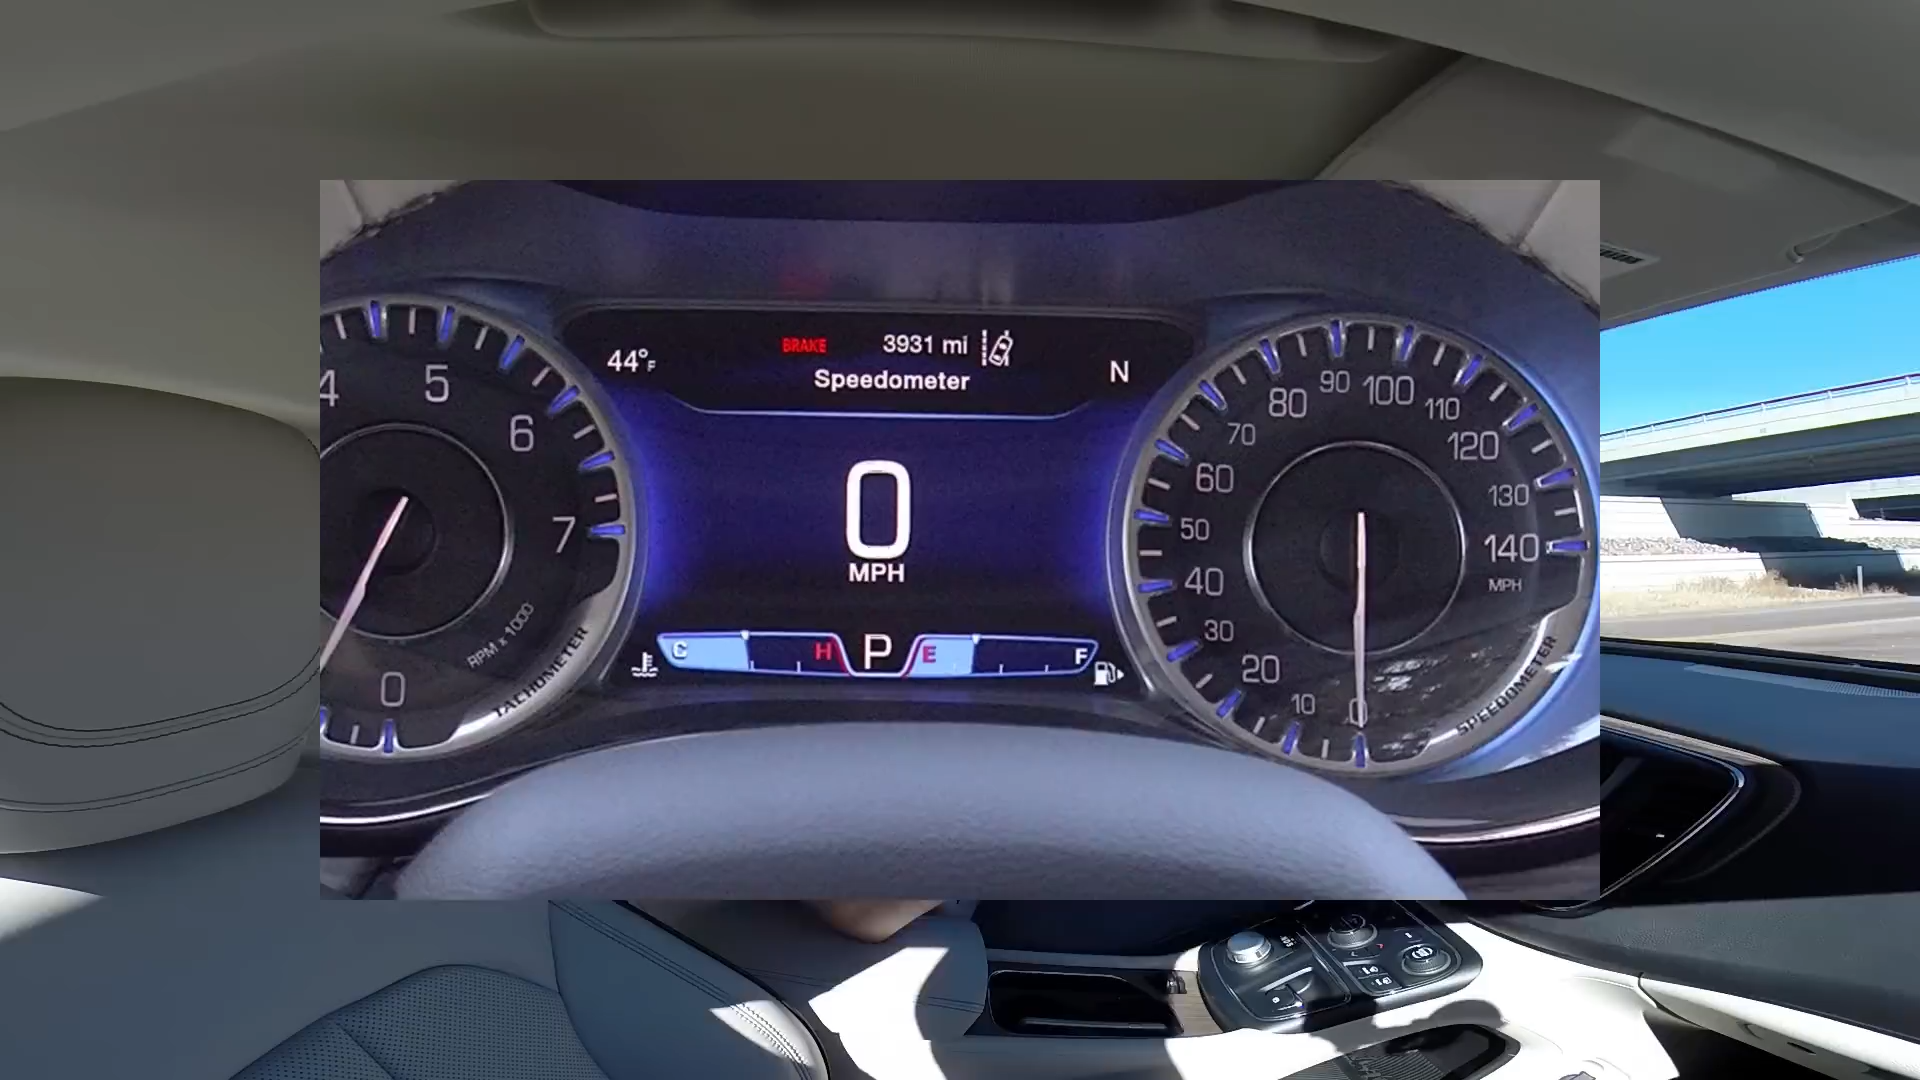 44°F
BRAKE
3931 mi
N
Speedometer
0
MPH
C
H
P
E
F
4
5
6
7
0
RPM x 1000
TACHOMETER
0
10
20
30
40
50
60
70
80
90
100
110
120
130
140
MPH
SPEEDOMETER